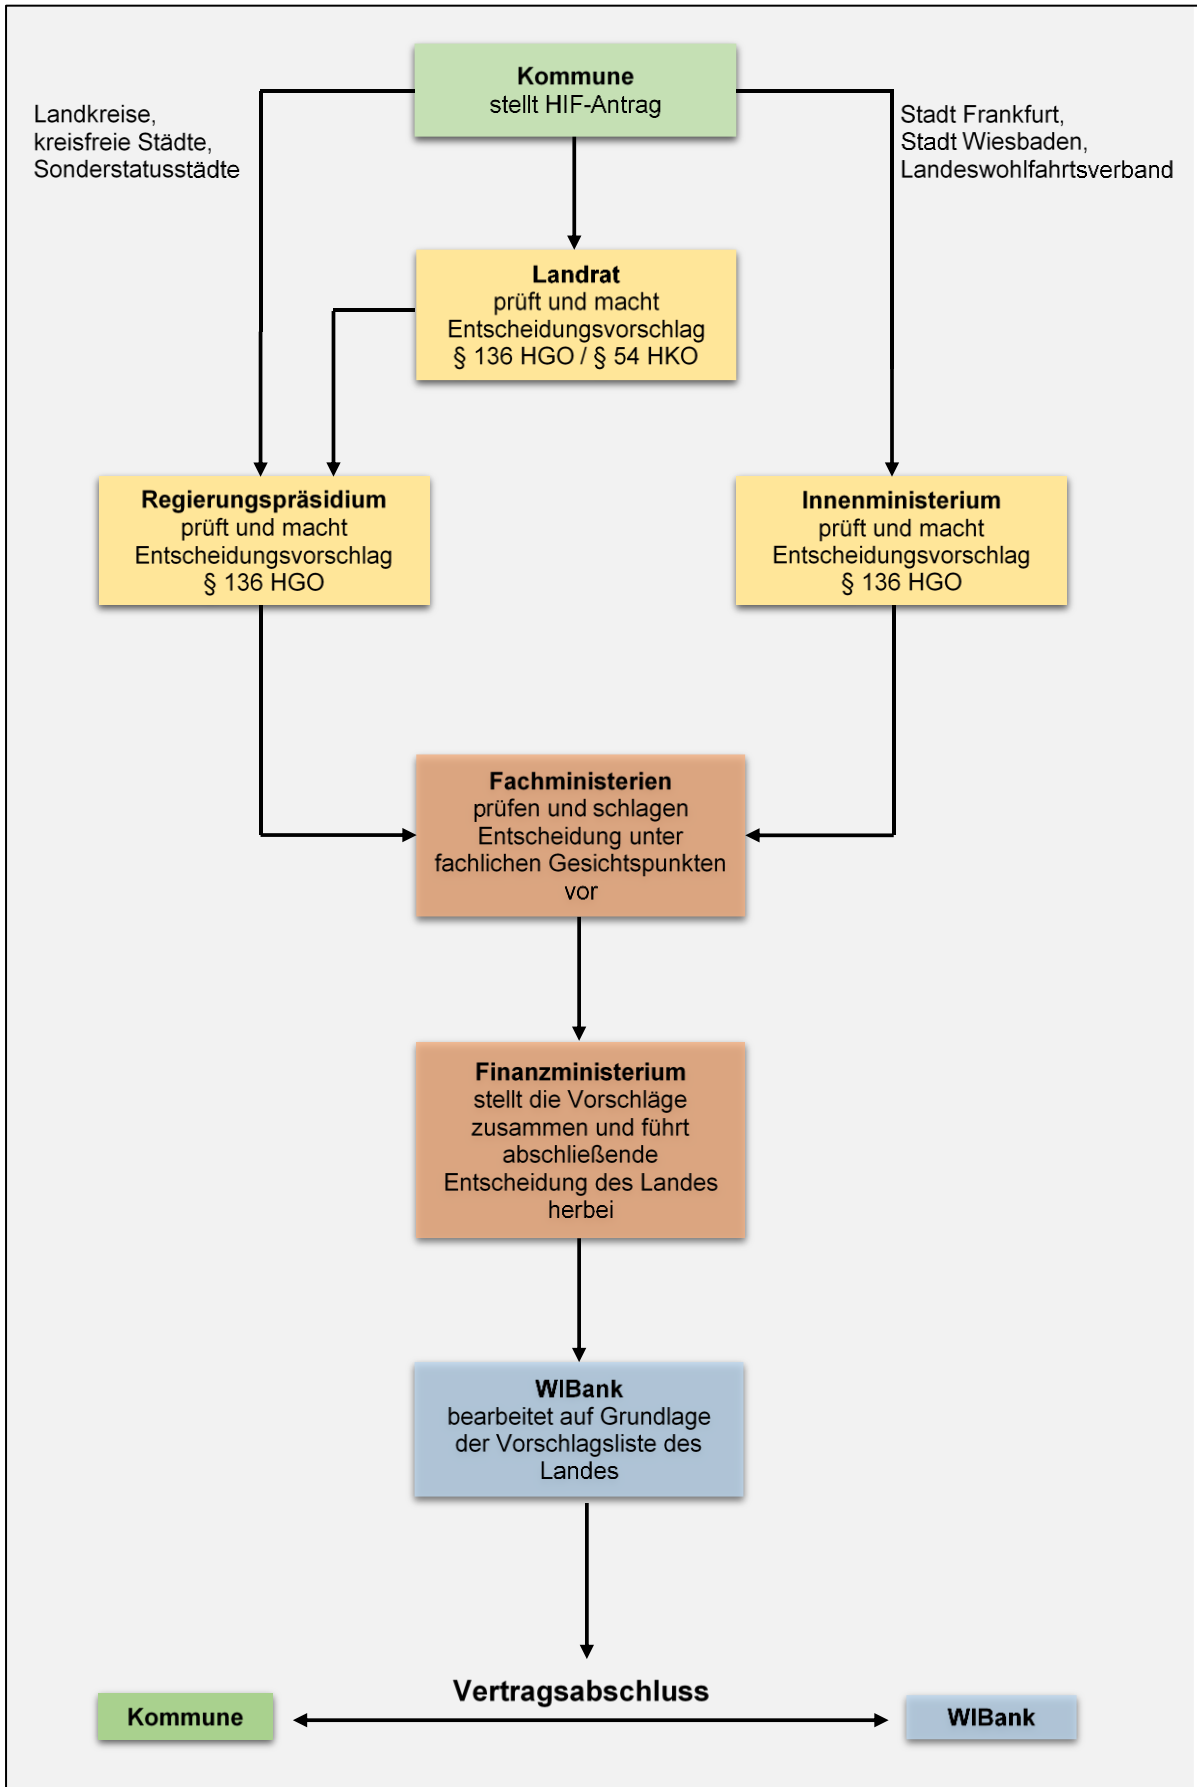 Kommune
stellt HIF-Antrag
Landkreise,
kreisfreie Städte,
Sonderstatusstädte
Stadt Frankfurt,
Stadt Wiesbaden,
Landeswohlfahrtsverband
Landrat
prüft und macht
Entscheidungsvorschlag
§ 136 HGO / § 54 HKO
Regierungspräsidium
prüft und macht
Entscheidungsvorschlag
§ 136 HGO
Innenministerium
prüft und macht
Entscheidungsvorschlag
§ 136 HGO
Fachministerien
prüfen und schlagen
Entscheidung unter
fachlichen Gesichtspunkten
vor
Finanzministerium
stellt die Vorschläge
zusammen und führt
abschließende
Entscheidung des Landes
herbei
WIBank
bearbeitet auf Grundlage
der Vorschlagsliste des
Landes
Vertragsabschluss
Kommune
WIBank